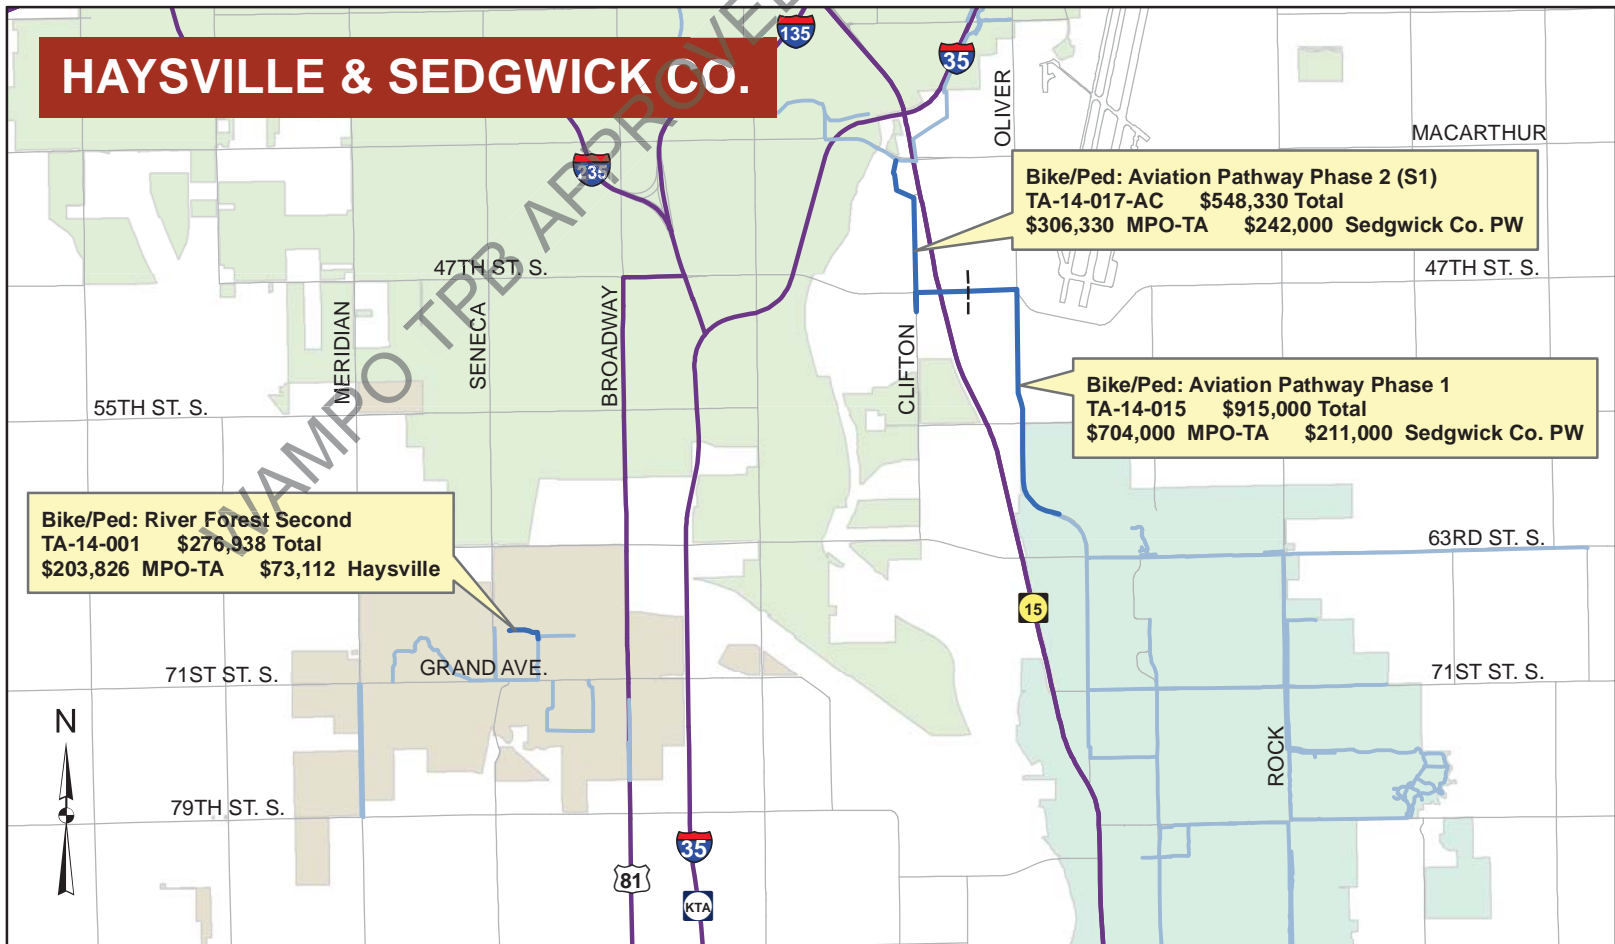 HAYSVILLE & SEDGWICK CO.
135
35
OLIVER
MACARTHUR
235
Bike/Ped: Aviation Pathway Phase 2 (S1)
TA-14-017-AC $548,330 Total
$306,330 MPO-TA $242,000 Sedgwick Co. PW
47TH ST. S.
47TH ST. S.
MERIDIAN
SENECA
BROADWAY
CLIFTON
WAMPO TPB APPROVED
55TH ST. S.
Bike/Ped: Aviation Pathway Phase 1
TA-14-015 $915,000 Total
$704,000 MPO-TA $211,000 Sedgwick Co. PW
Bike/Ped: River Forest Second
TA-14-001 $276,938 Total
$203,826 MPO-TA $73,112 Haysville
63RD ST. S.
15
GRAND AVE.
71ST ST. S.
71ST ST. S.
N
ROCK
79TH ST. S.
35
81
KTA